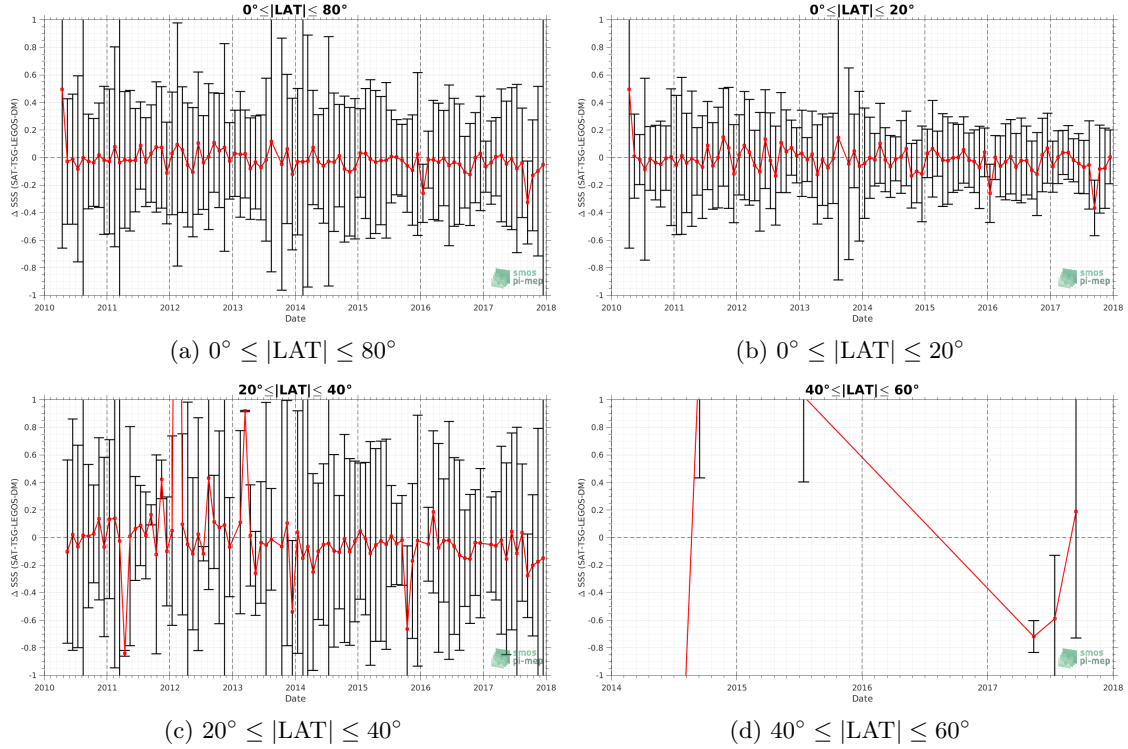 0°≤|LAT|≤ 80°
Δ SSS (SAT-TSG-LEGOS-DM)
1
0.8
0.6
0.4
0.2
0
-0.2
-0.4
-0.6
-0.8
-1
2010 2011 2012 2013 2014 2015 2016 2017 2018
Date
smos
pi-mep
(a) 0° ≤ |LAT| ≤ 80°
0°≤|LAT|≤ 20°
Δ SSS (SAT-TSG-LEGOS-DM)
1
0.8
0.6
0.4
0.2
0
-0.2
-0.4
-0.6
-0.8
-1
2010 2011 2012 2013 2014 2015 2016 2017 2018
Date
smos
pi-mep
(b) 0° ≤ |LAT| ≤ 20°
20°≤|LAT|≤ 40°
Δ SSS (SAT-TSG-LEGOS-DM)
1
0.8
0.6
0.4
0.2
0
-0.2
-0.4
-0.6
-0.8
-1
2010 2011 2012 2013 2014 2015 2016 2017 2018
Date
smos
pi-mep
(c) 20° ≤ |LAT| ≤ 40°
40°≤|LAT|≤ 60°
Δ SSS (SAT-TSG-LEGOS-DM)
1
0.8
0.6
0.4
0.2
0
-0.2
-0.4
-0.6
-0.8
-1
2014 2015 2016 2017 2018
Date
smos
pi-mep
(d) 40° ≤ |LAT| ≤ 60°